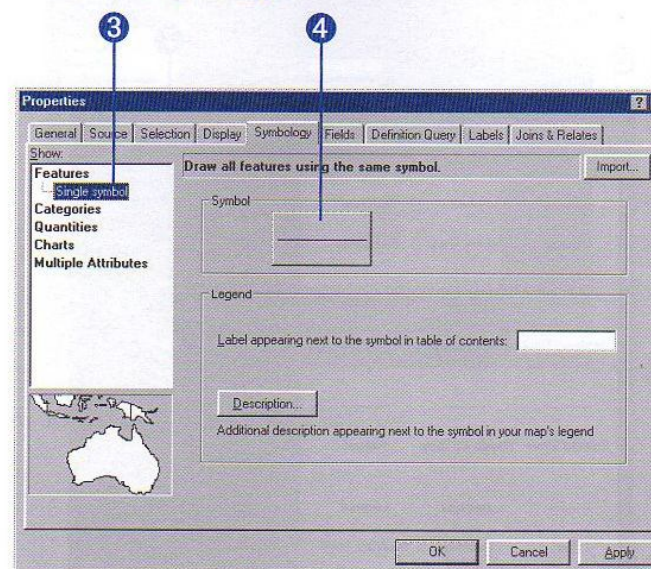 3 4
Properties ?
General Source Selection Display Symbology Fields Definition Query Labels Joins & Relates
Show:
Features
Single symbol
Categories
Quantities
Charts
Multiple Attributes
Draw all features using the same symbol.
Import...
Symbol
Legend
Label appearing next to the symbol in table of contents:
Description...
Additional description appearing next to the symbol in your map's legend
OK Cancel Apply